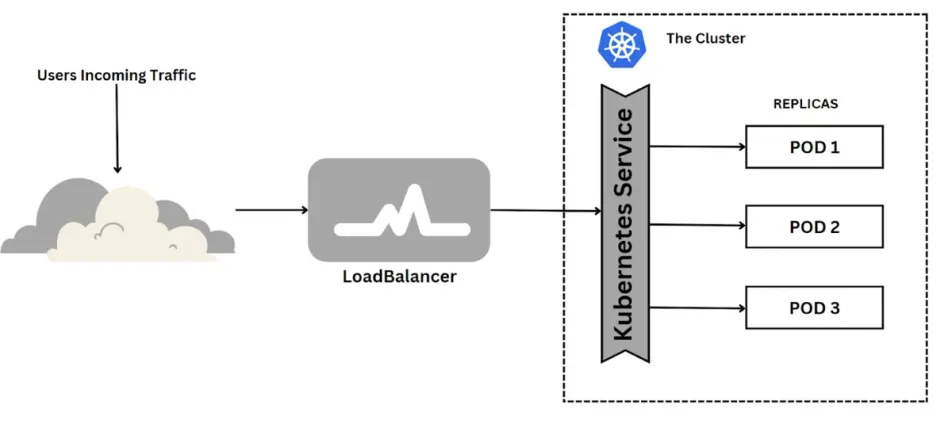 Users Incoming Traffic
The Cluster
REPLICAS
POD 1
Kubernetes Service
POD 2
LoadBalancer
POD 3